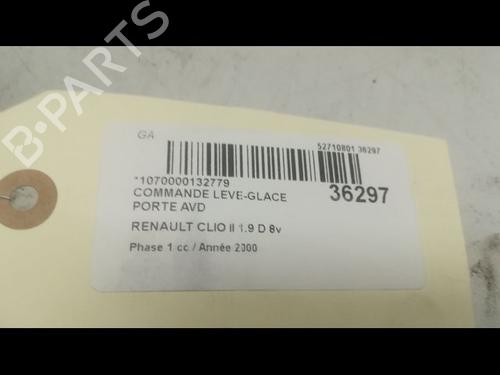 B-PARTS
GA
52710801 36297
*1070000132779
COMMANDE LEVE-GLACE
PORTE AVD
36297
RENAULT CLIO II 1.9 D 8v
Phase 1 cc / Année 2000